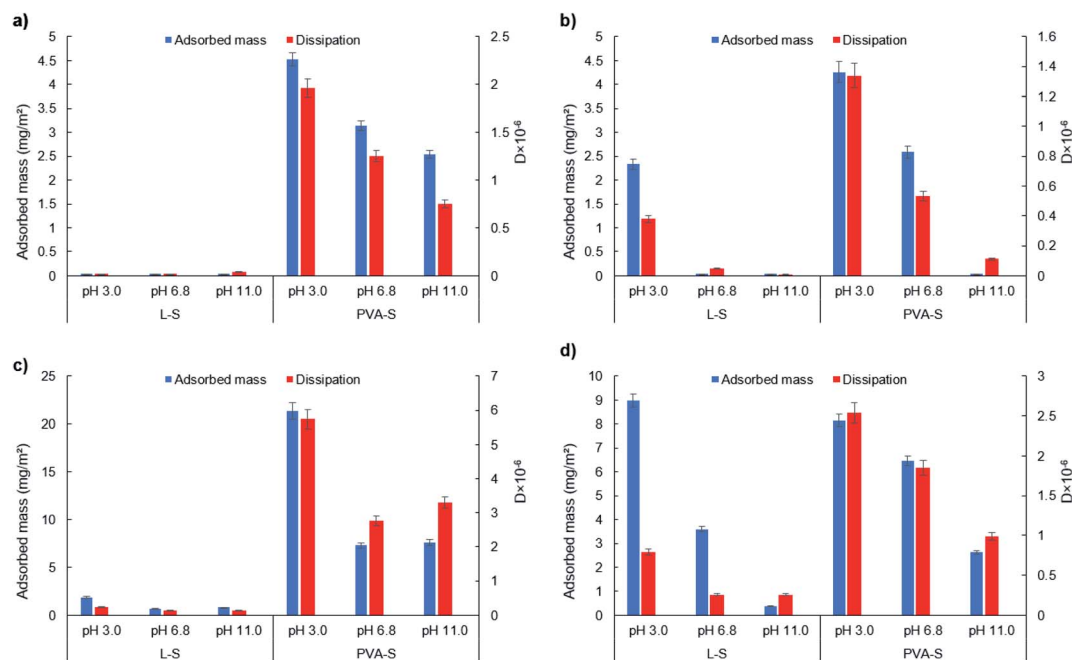 a)
Adsorbed mass Dissipation
5 2.5
4.5
4 2
3.5
3 1.5
2.5
2 1
1.5
1 0.5
0.5
0 0
Adsorbed mass (mg/m²)
D×10⁻⁶
pH 3.0 pH 6.8 pH 11.0 pH 3.0 pH 6.8 pH 11.0
L-S PVA-S
b)
Adsorbed mass Dissipation
5 1.6
4.5 1.4
4 1.2
3.5 1
3 0.8
2.5 0.6
2 0.4
1.5 0.2
1 0
0.5
0
Adsorbed mass (mg/m²)
D×10⁻⁶
pH 3.0 pH 6.8 pH 11.0 pH 3.0 pH 6.8 pH 11.0
L-S PVA-S
c)
Adsorbed mass Dissipation
25 7
20 6
15 5
10 4
5 3
0 2
1
0
Adsorbed mass (mg/m²)
D×10⁻⁶
pH 3.0 pH 6.8 pH 11.0 pH 3.0 pH 6.8 pH 11.0
L-S PVA-S
d)
Adsorbed mass Dissipation
10 3
9 2.5
8 2
7 1.5
6 1
5 0.5
4 0
3
2
1
0
Adsorbed mass (mg/m²)
D×10⁻⁶
pH 3.0 pH 6.8 pH 11.0 pH 3.0 pH 6.8 pH 11.0
L-S PVA-S